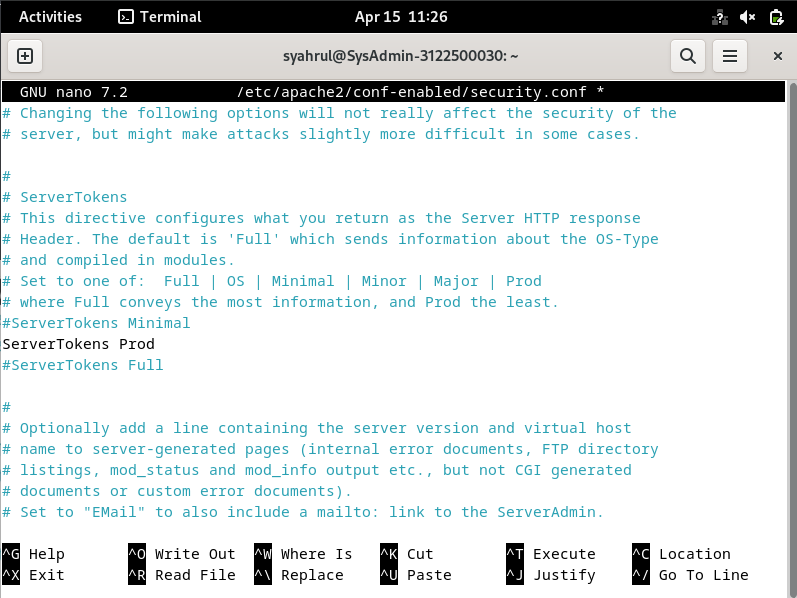 Activities Terminal Apr 15 11:26
syahrul@SysAdmin-3122500030: ~
GNU nano 7.2 /etc/apache2/conf-enabled/security.conf *
# Changing the following options will not really affect the security of the
# server, but might make attacks slightly more difficult in some cases.
#
# ServerTokens
# This directive configures what you return as the Server HTTP response
# Header. The default is 'Full' which sends information about the OS-Type
# and compiled in modules.
# Set to one of:  Full | OS | Minimal | Minor | Major | Prod
# where Full conveys the most information, and Prod the least.
#ServerTokens Minimal
ServerTokens Prod
#ServerTokens Full
#
# Optionally add a line containing the server version and virtual host
# name to server-generated pages (internal error documents, FTP directory
# listings, mod_status and mod_info output etc., but not CGI generated
# documents or custom error documents).
# Set to "EMail" to also include a mailto: link to the ServerAdmin.
^G Help ^O Write Out ^W Where Is ^K Cut ^T Execute ^C Location
^X Exit ^R Read File ^\ Replace ^U Paste ^J Justify ^/ Go To Line